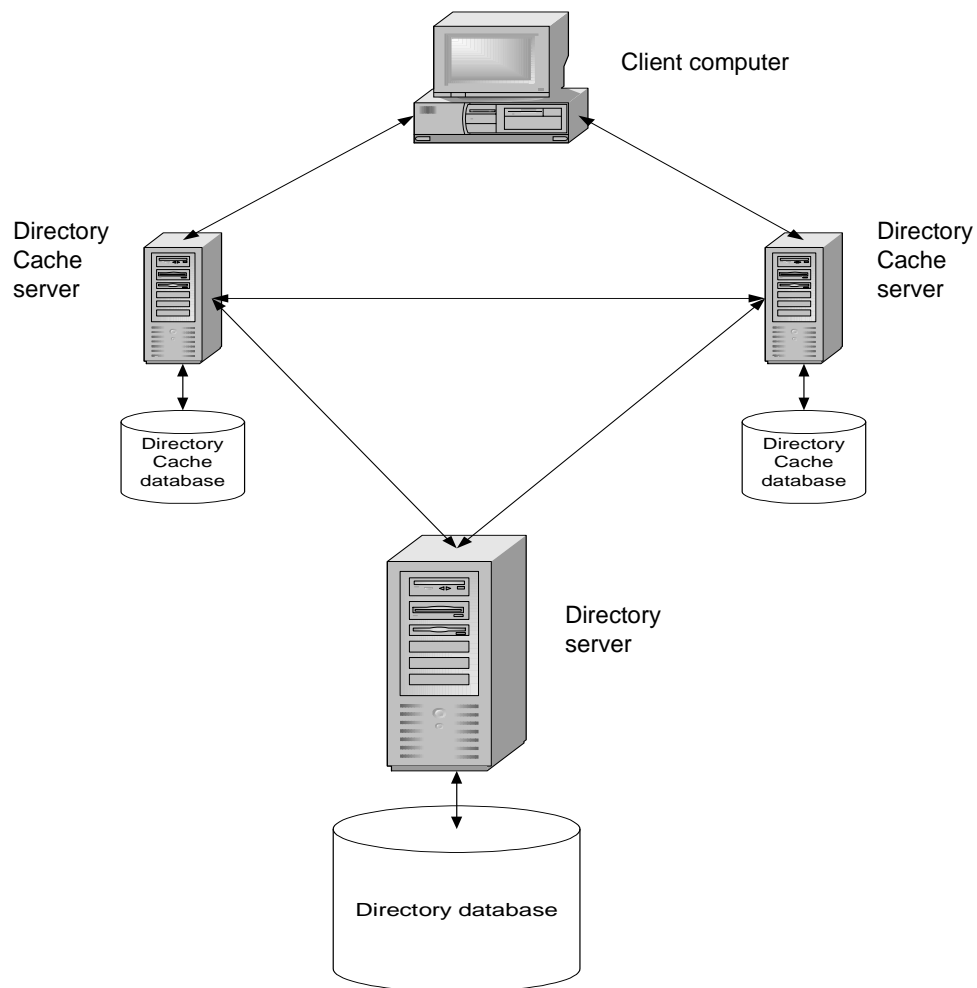 Client computer
Directory
Cache
server
Directory
Cache
server
Directory
Cache
database
Directory
Cache
database
Directory
server
Directory database